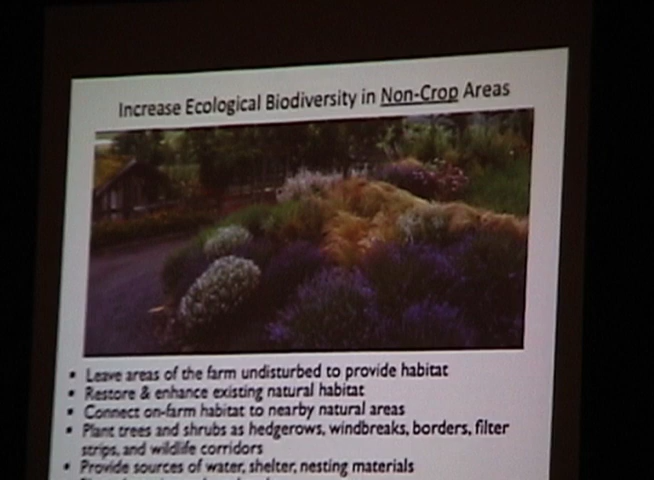 Increase Ecological Biodiversity in Non-Crop Areas
▪ Leave areas of the farm undisturbed to provide habitat
▪ Restore & enhance existing natural habitat
▪ Connect on-farm habitat to nearby natural areas
▪ Plant trees and shrubs as hedgerows, windbreaks, borders, filter
strips, and wildlife corridors
▪ Provide sources of water, shelter, nesting materials